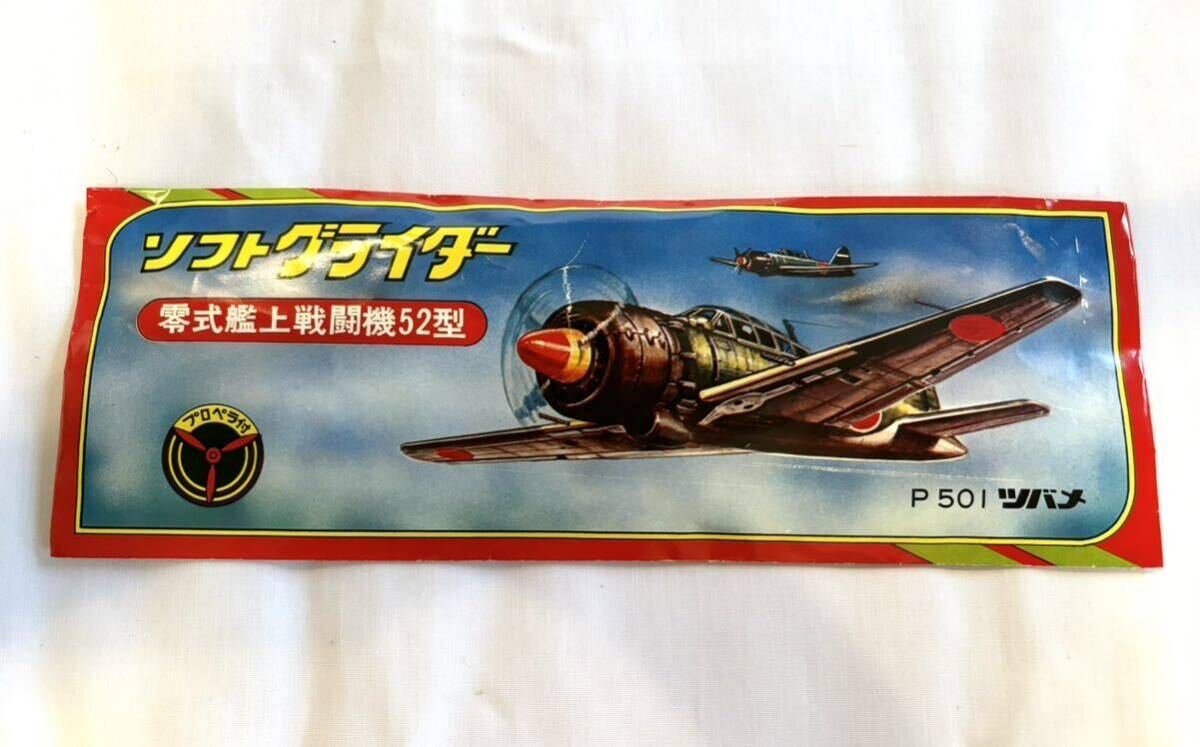 ソフトグライダー
零式艦上戦闘機52型
プロペラ付
P 501 ツバメ